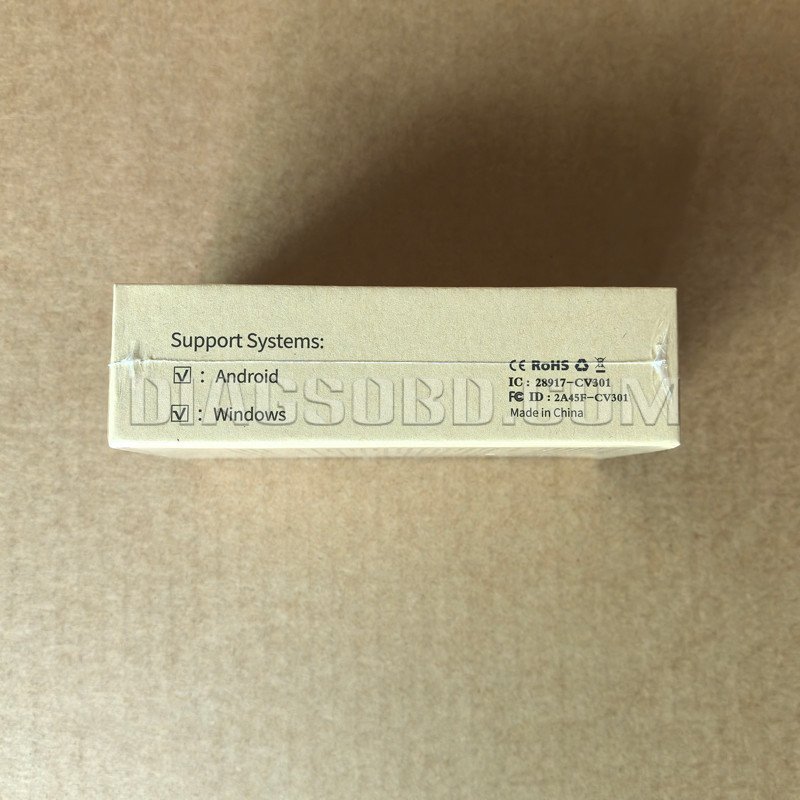 Support Systems:
☑ : Android
☑ : Windows
CE RoHS
IC : 28917-CV301
FC ID : 2A45F-CV301
Made in China
DIAGSOBD.COM